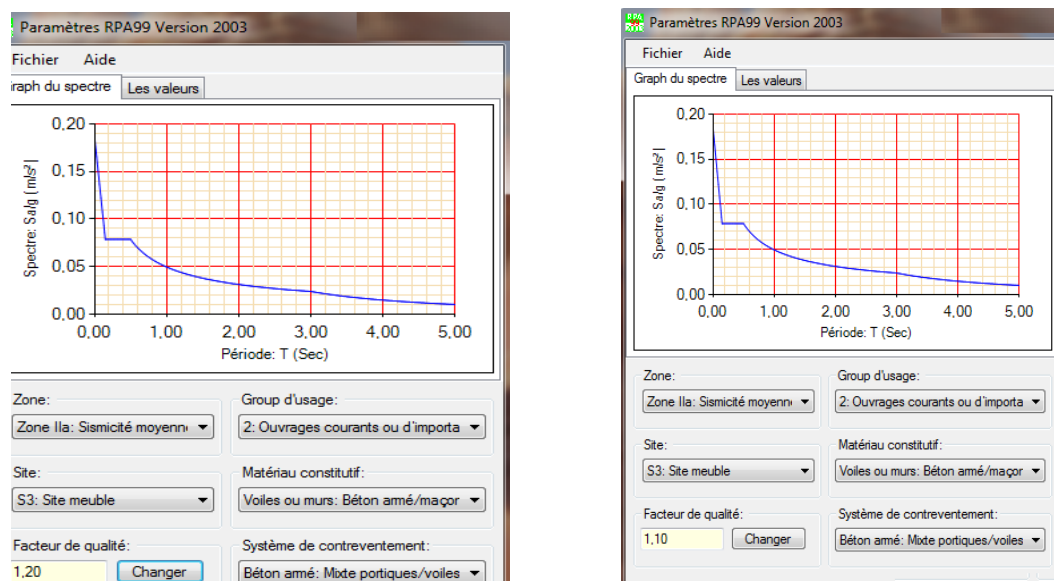 Paramètres RPA99 Version 2003
Fichier Aide
Graph du spectre Les valeurs
0,20
0,15
0,10
0,05
0,00
Spectre: Sa/g ( m/s²)
0,00 1,00 2,00 3,00 4,00 5,00
Période: T (Sec)
Zone: Group d'usage:
Zone IIa: Sismicité moyenn 2: Ouvrages courants ou d'importa
Site: Matériau constitutif:
S3: Site meuble Voiles ou murs: Béton armé/maçor
Facteur de qualité: Système de contreventement:
1,20 Changer Béton armé: Mixte portiques/voiles
RPA
99
Paramètres RPA99 Version 2003
Fichier Aide
Graph du spectre Les valeurs
0,20
0,15
0,10
0,05
0,00
Spectre: Sa/g ( m/s²)
0,00 1,00 2,00 3,00 4,00 5,00
Période: T (Sec)
Zone: Group d'usage:
Zone IIa: Sismicité moyenn 2: Ouvrages courants ou d'importa
Site: Matériau constitutif:
S3: Site meuble Voiles ou murs: Béton armé/maçor
Facteur de qualité: Système de contreventement:
1,10 Changer Béton armé: Mixte portiques/voiles